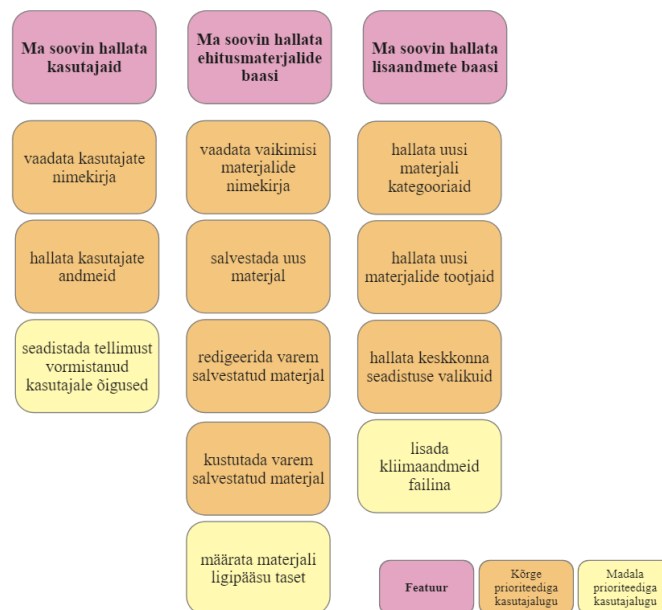 Ma soovin hallata
kasutajaid
vaadata kasutajate
nimekirja
hallata kasutajate
andmeid
seadistada tellimust
vormistanud
kasutajale õigused
Ma soovin hallata
ehitusmaterjalide
baasi
vaadata vaikimisi
materjalide
nimekirja
salvestada uus
materjal
redigeerida varem
salvestatud materjal
kustutada varem
salvestatud materjal
määrata materjali
ligipääsu taset
Ma soovin hallata
lisaandmete baasi
hallata uusi
materjali
kategooriaid
hallata uusi
materjalide tootjaid
hallata keskkonna
seadistuse valikuid
lisada
kliimaandmeid
failina
Featuur
Kõrge
prioriteediga
kasutajalugu
Madala
prioriteediga
kasutajalugu